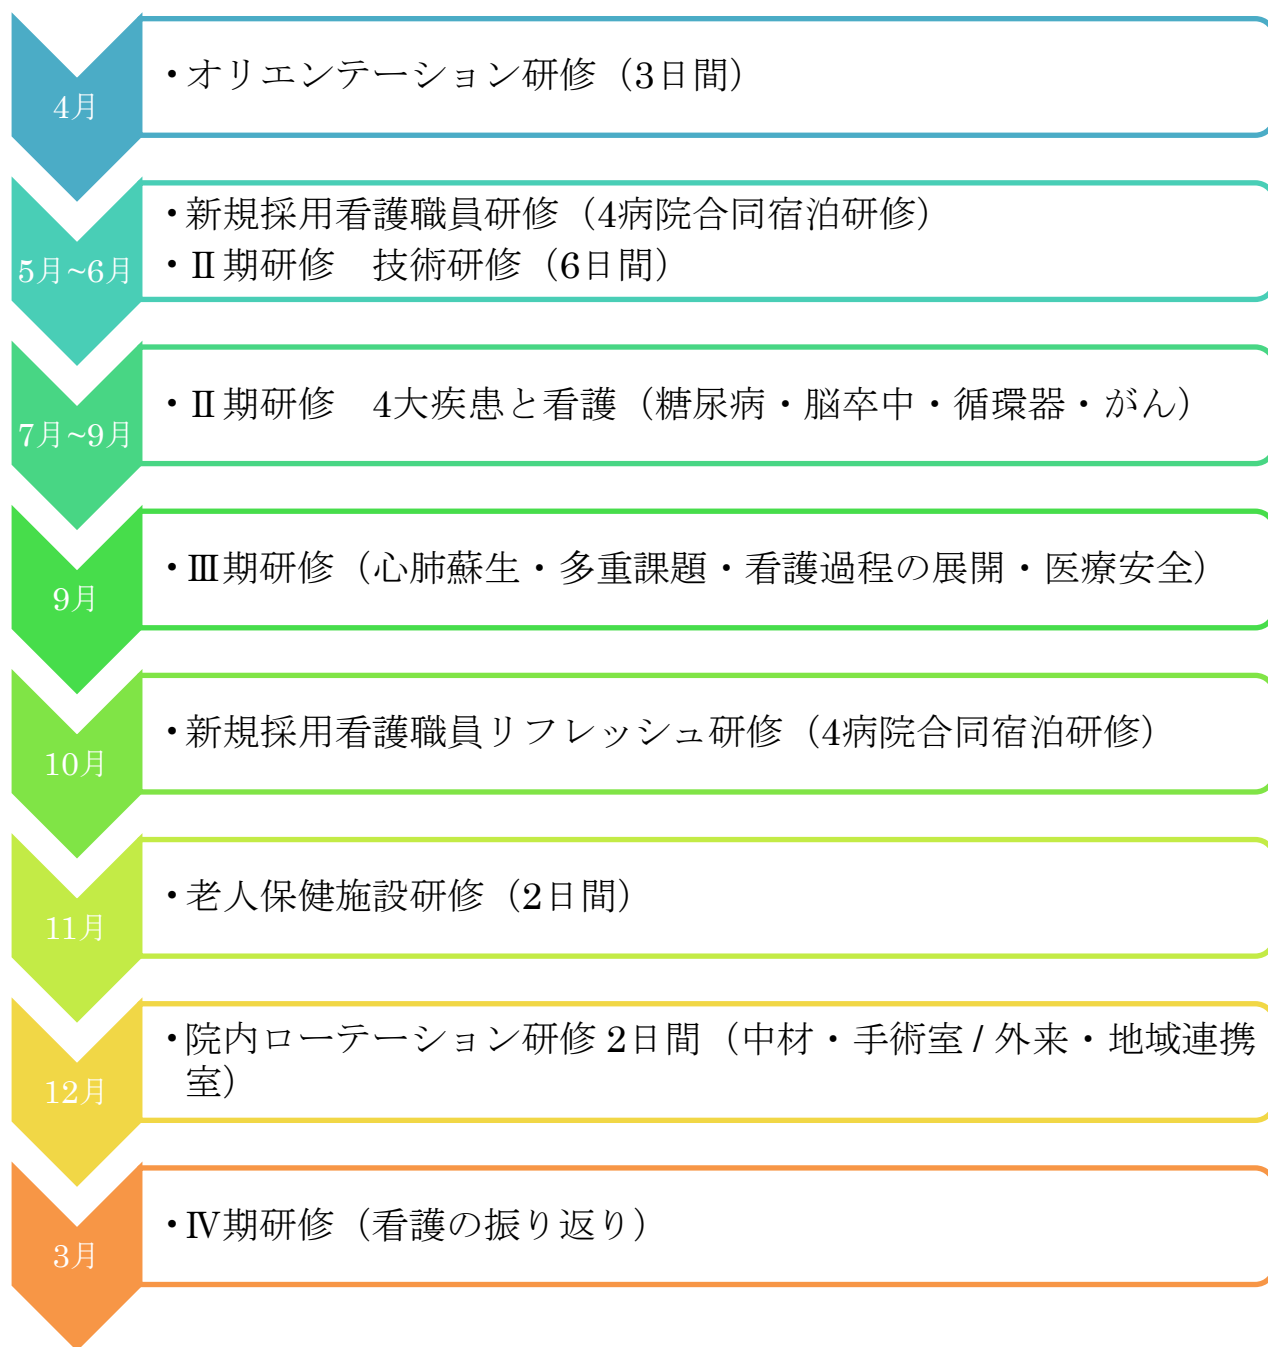 4月
・オリエンテーション研修（3日間）
5月~6月
・新規採用看護職員研修（4病院合同宿泊研修）
・Ⅱ期研修　技術研修（6日間）
7月~9月
・Ⅱ期研修　4大疾患と看護（糖尿病・脳卒中・循環器・がん）
9月
・Ⅲ期研修（心肺蘇生・多重課題・看護過程の展開・医療安全）
10月
・新規採用看護職員リフレッシュ研修（4病院合同宿泊研修）
11月
・老人保健施設研修（2日間）
12月
・院内ローテーション研修 2日間（中材・手術室 / 外来・地域連携
室）
3月
・Ⅳ期研修（看護の振り返り）